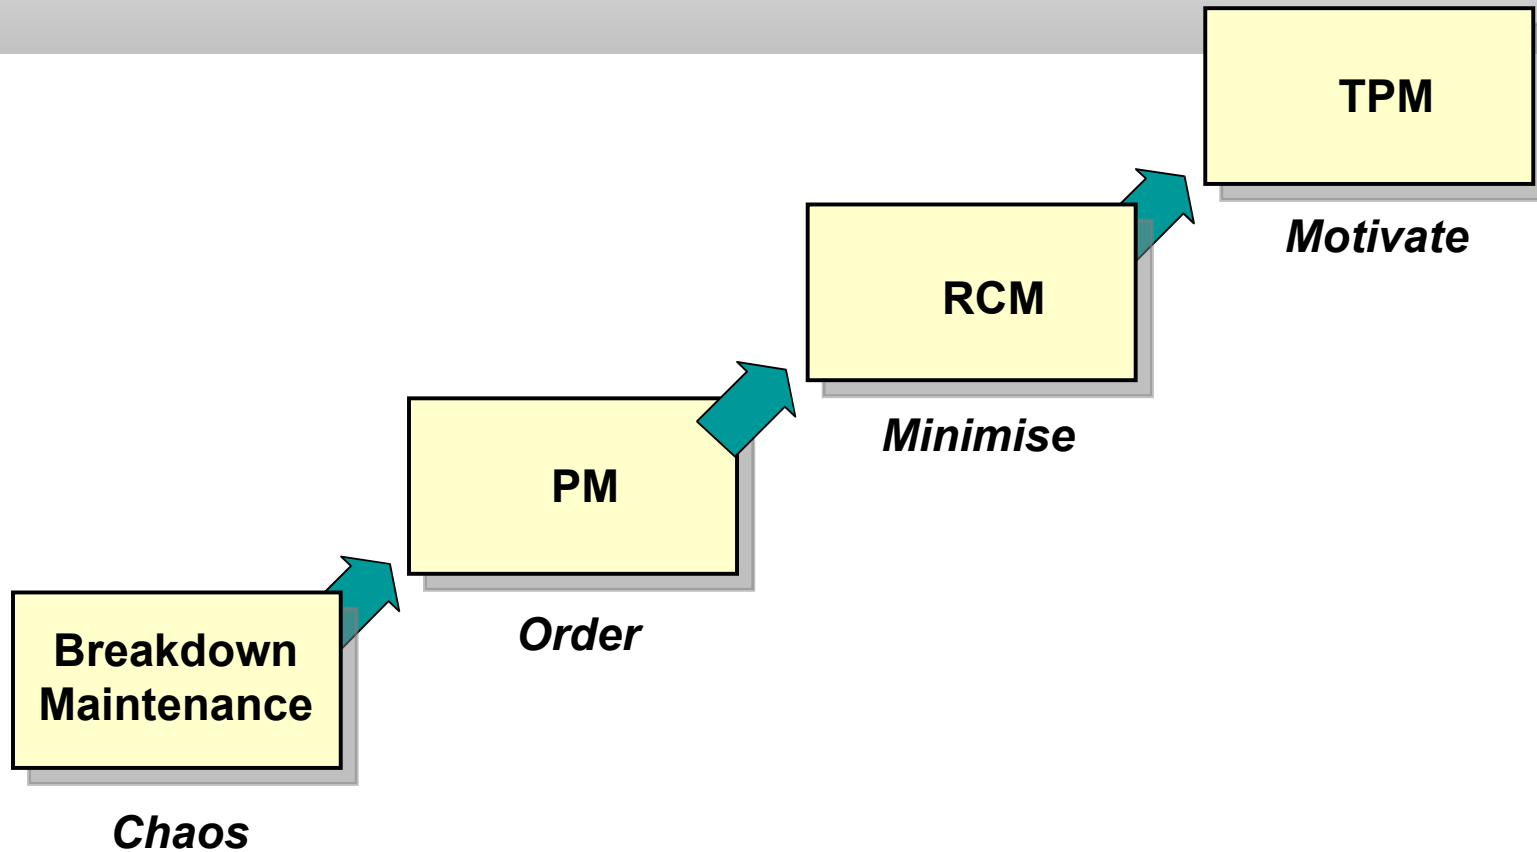 TPM
Motivate
RCM
Minimise
PM
Order
Breakdown
Maintenance
Chaos